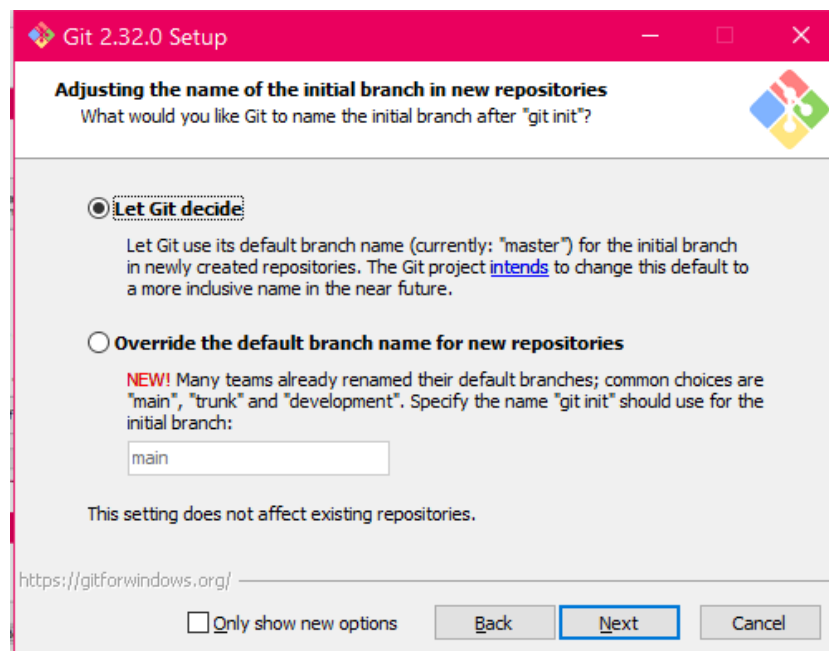 Git 2.32.0 Setup
Adjusting the name of the initial branch in new repositories
What would you like Git to name the initial branch after "git init"?
Let Git decide
Let Git use its default branch name (currently: "master") for the initial branch
in newly created repositories. The Git project intends to change this default to
a more inclusive name in the near future.
Override the default branch name for new repositories
NEW! Many teams already renamed their default branches; common choices are
"main", "trunk" and "development". Specify the name "git init" should use for the
initial branch:
main
This setting does not affect existing repositories.
https://gitforwindows.org/
Only show new options Back Next Cancel